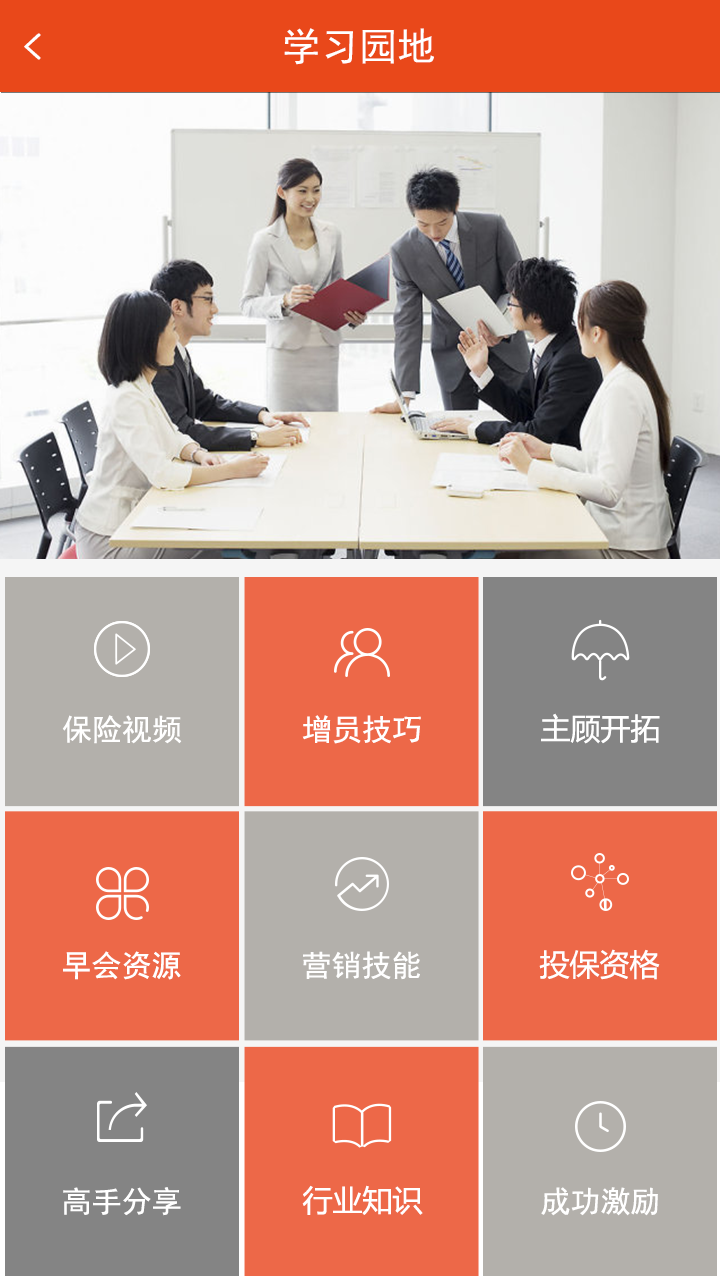 学习园地
保险视频
增员技巧
主顾开拓
早会资源
营销技能
投保资格
高手分享
行业知识
成功激励